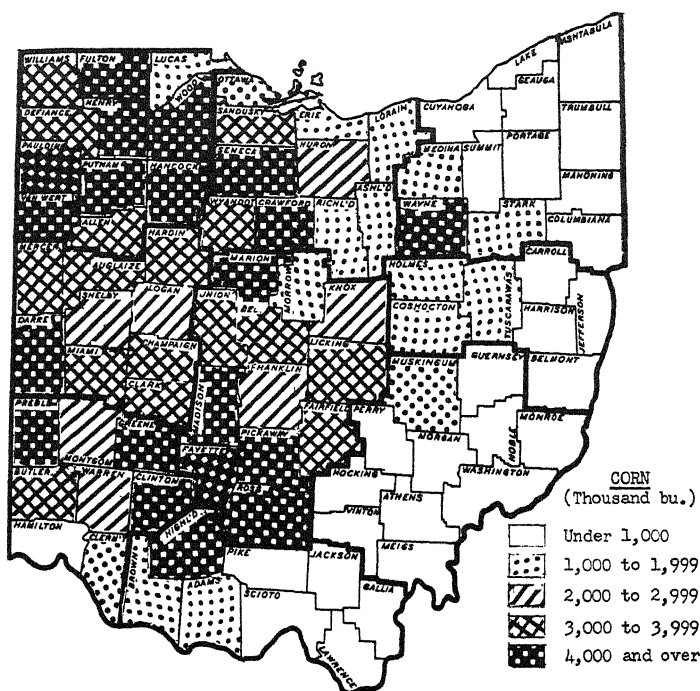 ASHTABULA
LAKE
WILLIAMS
FULTON
LUCAS
OTTAWA
GEAUGA
WOOD
CUYAHOGA
TRUMBULL
HENRY
SANDUSKY
ERIE
LORAIN
DEFIANCE
PORTAGE
PAULDING
SENECA
HURON
MEDINA
SUMMIT
PUTNAM
HANCOCK
MAHONING
ASHL'D
VAN WERT
WYANDOT
CRAWFORD
RICHL'D
WAYNE
STARK
COLUMBIANA
ALLEN
HARDIN
MERCER
MARION
CARROLL
AUGLAIZE
MORROW
HOLMES
LOGAN
UNION
KNOX
TUSCARAWAS
SHELBY
DEL.
COSHOCTON
HARRISON
JEFFERSON
DARKE
CHAMPAIGN
LICKING
MIAMI
GUERNSEY
BELMONT
MUSKINGUM
FRANKLIN
CLARK
MADISON
PREBLE
FAIRFIELD
PERRY
MONROE
GREENE
PICKAWAY
NOBLE
MORGAN
MONTGOM
FAYETTE
BUTLER
WARREN
CLINTON
HOCKING
WASHINGTON
ROSS
ATHENS
VINTON
HAMILTON
HIGHL'D
CLERM'T
MEIGS
PIKE
JACKSON
BROWN
ADAMS
SCIOTO
GALLIA
LAWRENCE
CORN
(Thousand bu.)
Under 1,000
1,000 to 1,999
2,000 to 2,999
3,000 to 3,999
4,000 and over